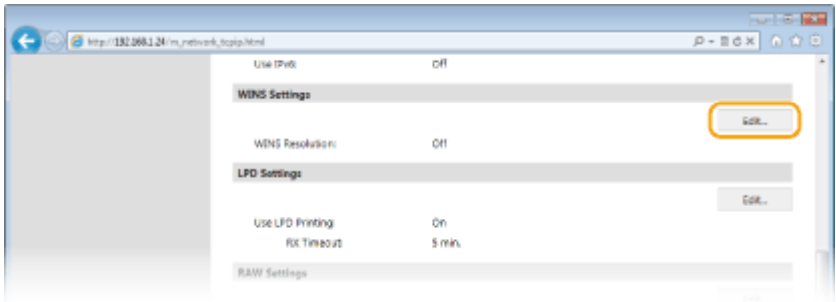 http://192.168.1.24/m_network_tcpip.html
Use IPv6: Off
WINS Settings
Edit...
WINS Resolution: Off
LPD Settings
Edit...
Use LPD Printing: On
RX Timeout: 5 min.
RAW Settings